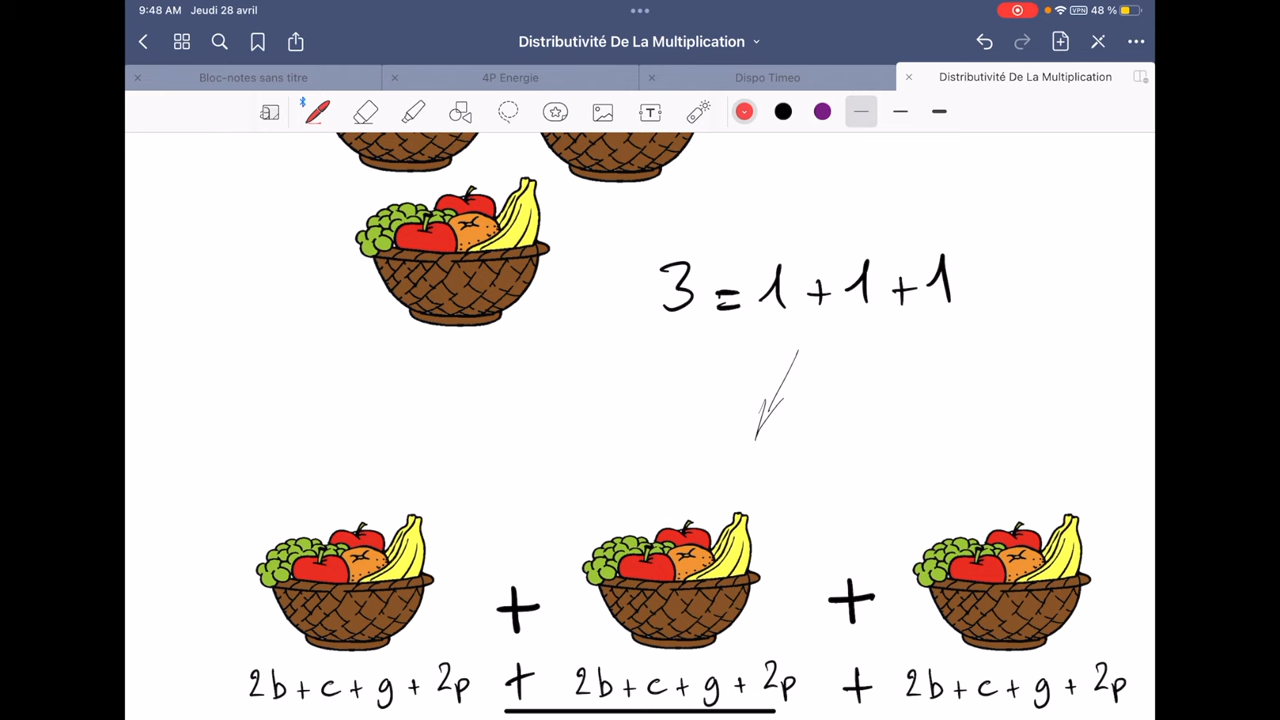 9:48 AM Jeudi 28 avril
VPN 48 %
Distributivité De La Multiplication
Bloc-notes sans titre
4P Energie
Dispo Timeo
Distributivité De La Multiplication
T
3 = 1 + 1 + 1
+ +
2b + c + g + 2p + 2b + c + g + 2p + 2b + c + g + 2p